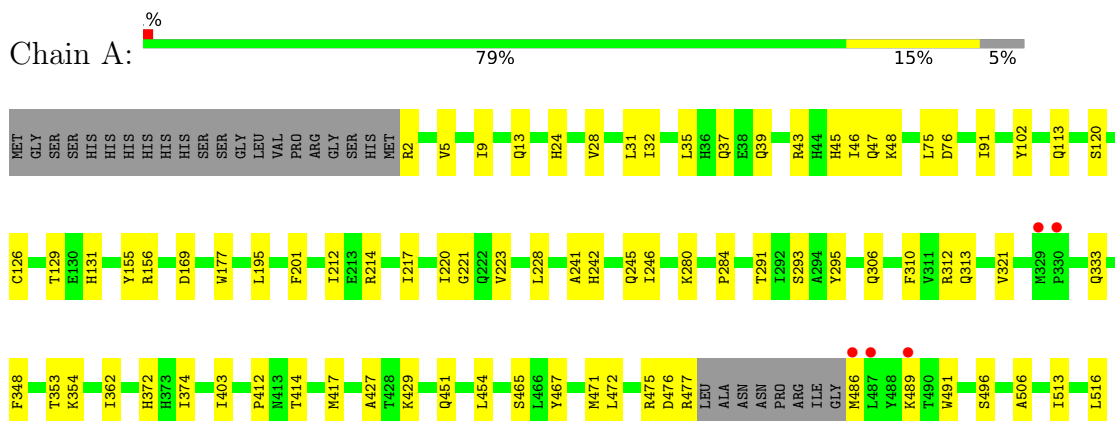 .%
Chain A:
79% 15% 5%
MET GLY SER SER HIS HIS HIS HIS HIS HIS SER SER GLY LEU VAL PRO ARG GLY SER HIS MET R2 V5 I9 Q13 H24 V28 L31 I32 L35 H36 Q37 E38 Q39 R43 H44 H45 I46 Q47 K48 L75 D76 I91 Y102 Q113 S120
C126 T129 E130 H131 Y155 R156 D169 W177 L195 F201 I212 E213 R214 I217 I220 G221 Q222 V223 L228 A241 H242 Q245 I246 K280 P284 T291 I292 S293 A294 Y295 Q306 F310 V311 R312 Q313 V321 M329 P330 Q333
F348 T353 K354 I362 H372 H373 I374 I403 P412 N413 T414 M417 A427 T428 K429 Q451 L454 S465 L466 Y467 M471 L472 R475 D476 R477 LEU ALA ASN ASN PRO ARG ILE GLY M486 L487 Y488 K489 T490 W491 S496 A506 I513 L516